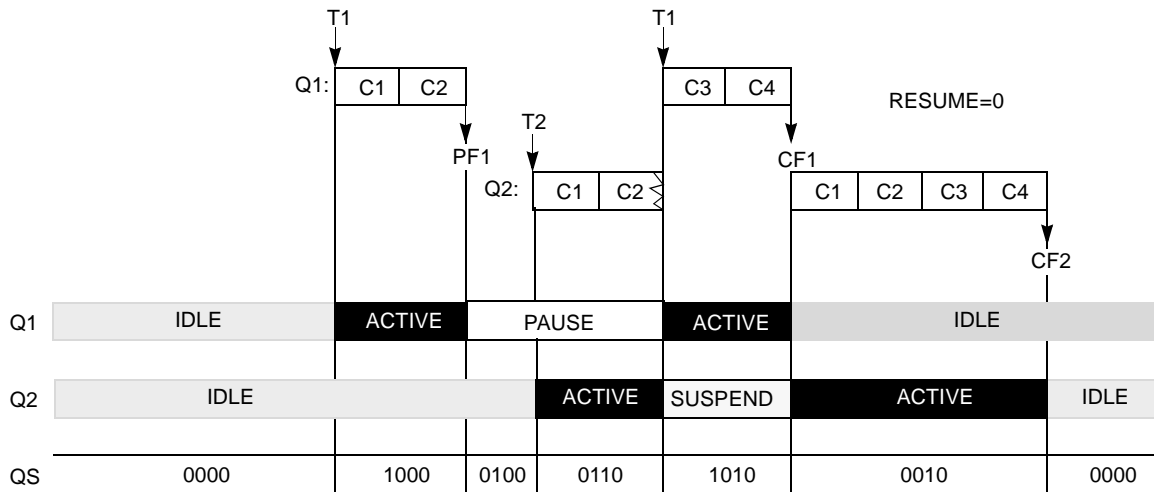 T1 T1
Q1: C1 C2 C3 C4 RESUME=0
T2
PF1 CF1
Q2: C1 C2 C1 C2 C3 C4
CF2
Q1 IDLE ACTIVE PAUSE ACTIVE IDLE
Q2 IDLE ACTIVE SUSPEND ACTIVE IDLE
QS 0000 1000 0100 0110 1010 0010 0000